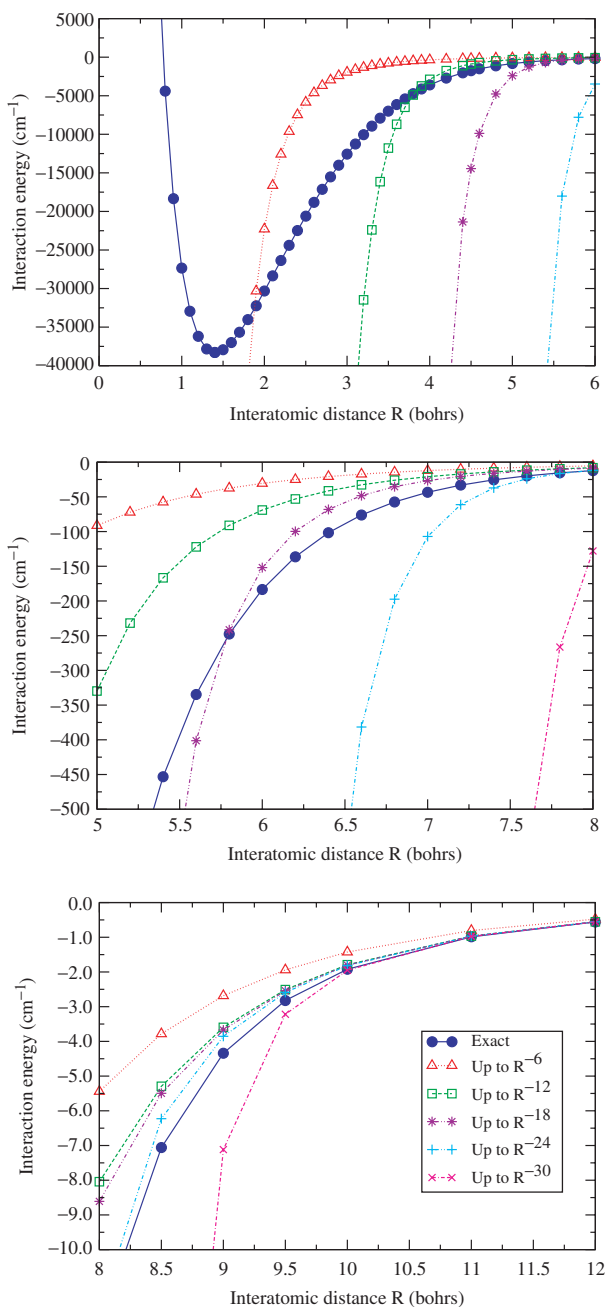 5000
0
−5000
−10000
−15000
−20000
−25000
−30000
−35000
−40000
Interaction energy (cm−1)
0 1 2 3 4 5 6
Interatomic distance R (bohrs)
0
−50
−100
−150
−200
−250
−300
−350
−400
−450
−500
Interaction energy (cm−1)
5 5.5 6 6.5 7 7.5 8
Interatomic distance R (bohrs)
0.0
−1.0
−2.0
−3.0
−4.0
−5.0
−6.0
−7.0
−8.0
−9.0
−10.0
Interaction energy (cm−1)
Exact
Up to R−6
Up to R−12
Up to R−18
Up to R−24
Up to R−30
8 8.5 9 9.5 10 10.5 11 11.5 12
Interatomic distance R (bohrs)